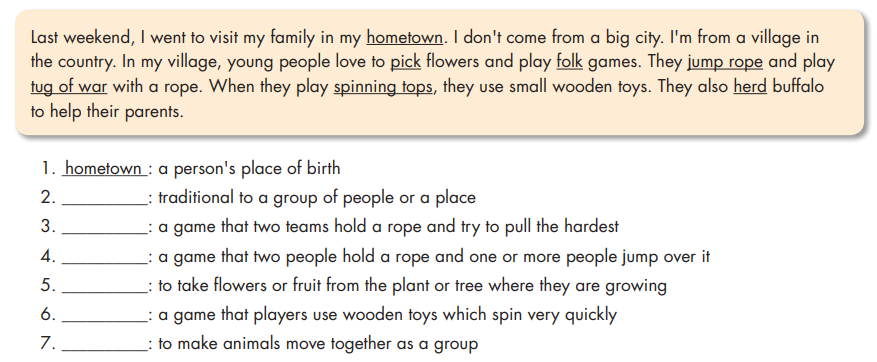 Last weekend, I went to visit my family in my hometown. I don't come from a big city. I'm from a village in
the country. In my village, young people love to pick flowers and play folk games. They jump rope and play
tug of war with a rope. When they play spinning tops, they use small wooden toys. They also herd buffalo
to help their parents.
1. hometown : a person's place of birth
2. __________: traditional to a group of people or a place
3. __________: a game that two teams hold a rope and try to pull the hardest
4. __________: a game that two people hold a rope and one or more people jump over it
5. __________: to take flowers or fruit from the plant or tree where they are growing
6. __________: a game that players use wooden toys which spin very quickly
7. __________: to make animals move together as a group